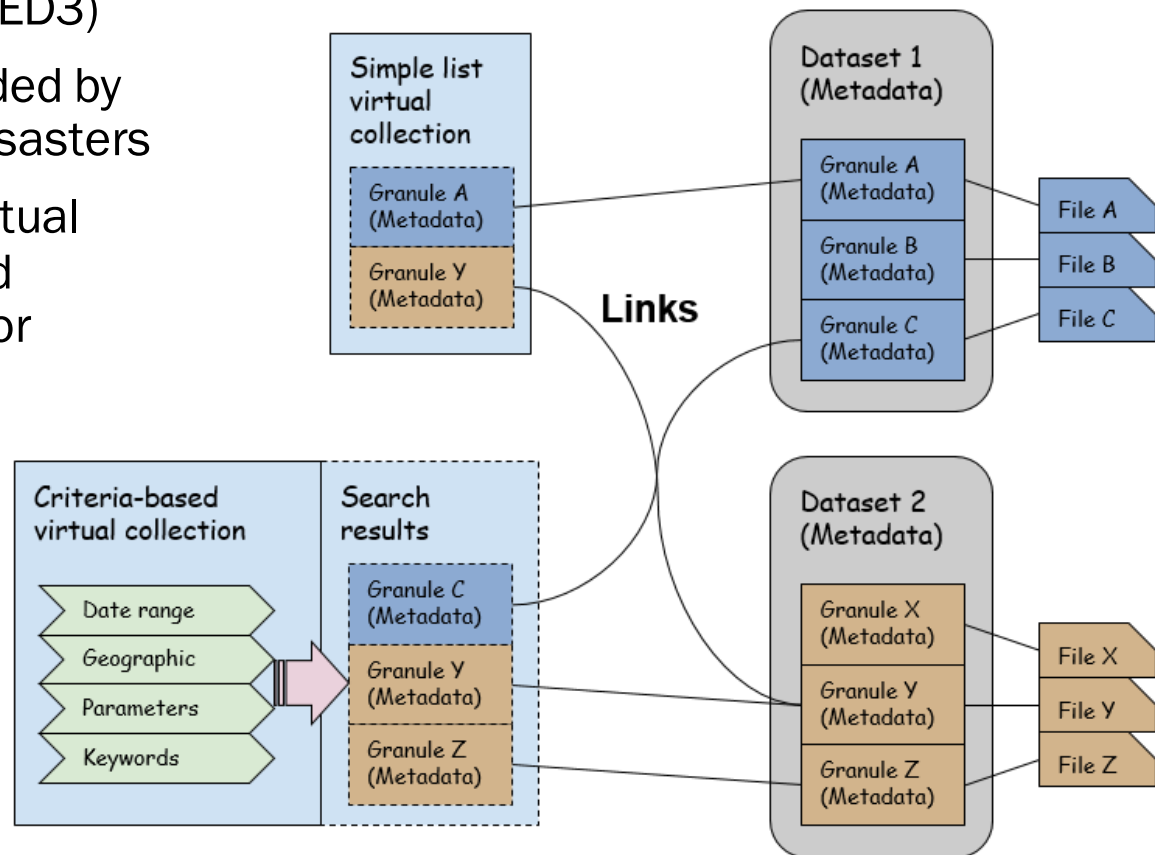 ED3)
ded by
sasters
tual
d
or
Simple list
virtual
collection
Granule A
(Metadata)
Granule Y
(Metadata)
Links
Dataset 1
(Metadata)
Granule A
(Metadata)
Granule B
(Metadata)
Granule C
(Metadata)
File A
File B
File C
Criteria-based
virtual collection
Date range
Geographic
Parameters
Keywords
Search
results
Granule C
(Metadata)
Granule Y
(Metadata)
Granule Z
(Metadata)
Dataset 2
(Metadata)
Granule X
(Metadata)
Granule Y
(Metadata)
Granule Z
(Metadata)
File X
File Y
File Z